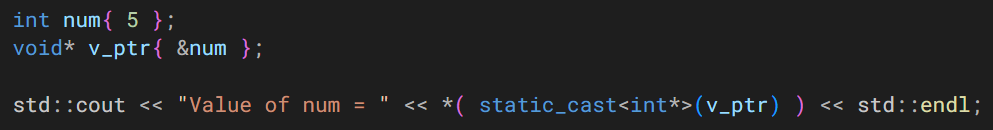 int num{ 5 };
void* v_ptr{ &num };
std::cout << "Value of num = " << *( static_cast<int*>(v_ptr) ) << std::endl;